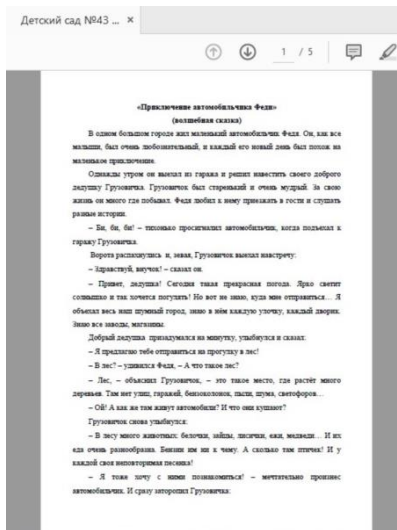 Детский сад №43 ... ×
1 / 5
«Приключение автомобильчика Феди»
(волшебная сказка)
В одном большом городе жил маленький автомобильчик Федя. Он, как все
малыши, был очень любознательный, и каждый его новый день был похож на
маленькое приключение.
Однажды утром он выехал из гаража и решил навестить своего доброго
дедушку Грузовичка. Грузовичок был старенький и очень мудрый. За свою
жизнь он много где побывал. Федя любил к нему приезжать в гости и слушать
разные истории.
– Би, би, би! – тихонько просигналил автомобильчик, когда подъехал к
гаражу Грузовичка.
Ворота распахнулись и, зевая, Грузовичок выехал навстречу:
– Здравствуй, внучок! – сказал он.
– Привет, дедушка! Сегодня такая прекрасная погода. Ярко светит
солнышко и так хочется погулять! Но вот не знаю, куда мне отправиться… Я
объехал весь наш шумный город, знаю в нём каждую улочку, каждый дворик.
Знаю все заводы, магазины.
Добрый дедушка призадумался на минутку, улыбнулся и сказал:
– Я предлагаю тебе отправиться на прогулку в лес!
– В лес? – удивился Федя, – А что такое лес?
– Лес, – объяснил Грузовичок, – это такое место, где растёт много
деревьев. Там нет улиц, гаражей, бензоколонок, пыли, шума, светофоров…
– Ой! А как же там живут автомобили? И что они кушают?
Грузовичок снова улыбнулся:
– В лесу много животных: белочки, зайцы, лисички, ежи, медведи… И их
еда очень разнообразна. Бензин им ни к чему. А сколько там птичек! И у
каждой своя неповторимая песенка!
– Я тоже хочу с ними познакомиться! – мечтательно произнес
автомобильчик. И сразу заторопил Грузовичка: